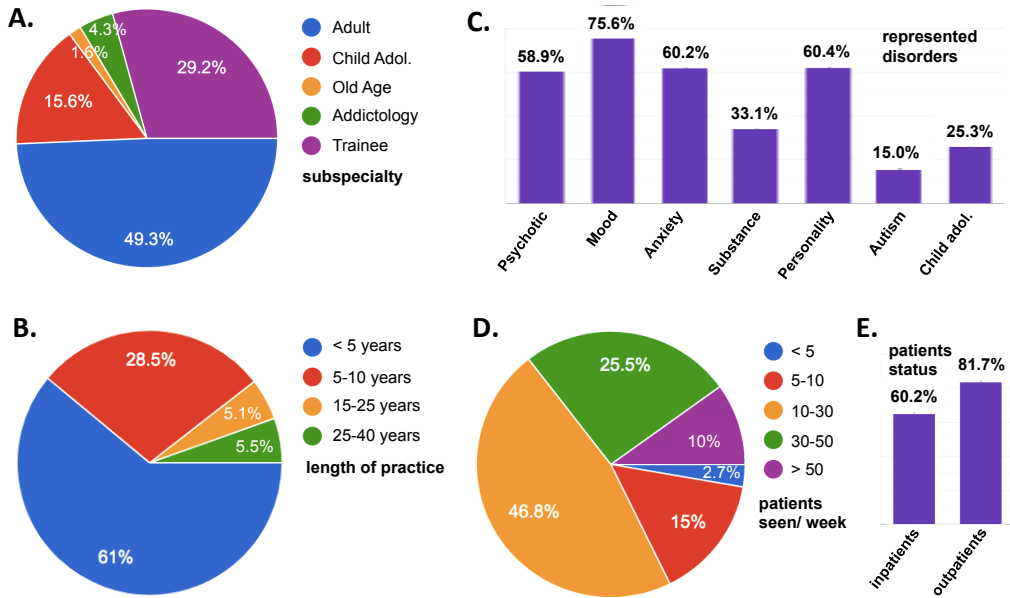 A.
4.3%
1.6%
29.2%
15.6%
49.3%
Adult
Child Adol.
Old Age
Addictology
Trainee
subspecialty
C.
75.6%
58.9%
60.2%
60.4%
33.1%
15.0%
25.3%
represented
disorders
Psychotic
Mood
Anxiety
Substance
Personality
Autism
Child adol.
B.
28.5%
5.1%
5.5%
61%
< 5 years
5-10 years
15-25 years
25-40 years
length of practice
D.
25.5%
10%
2.7%
46.8%
15%
< 5
5-10
10-30
30-50
> 50
patients
seen/ week
E.
patients
status
81.7%
60.2%
inpatients
outpatients